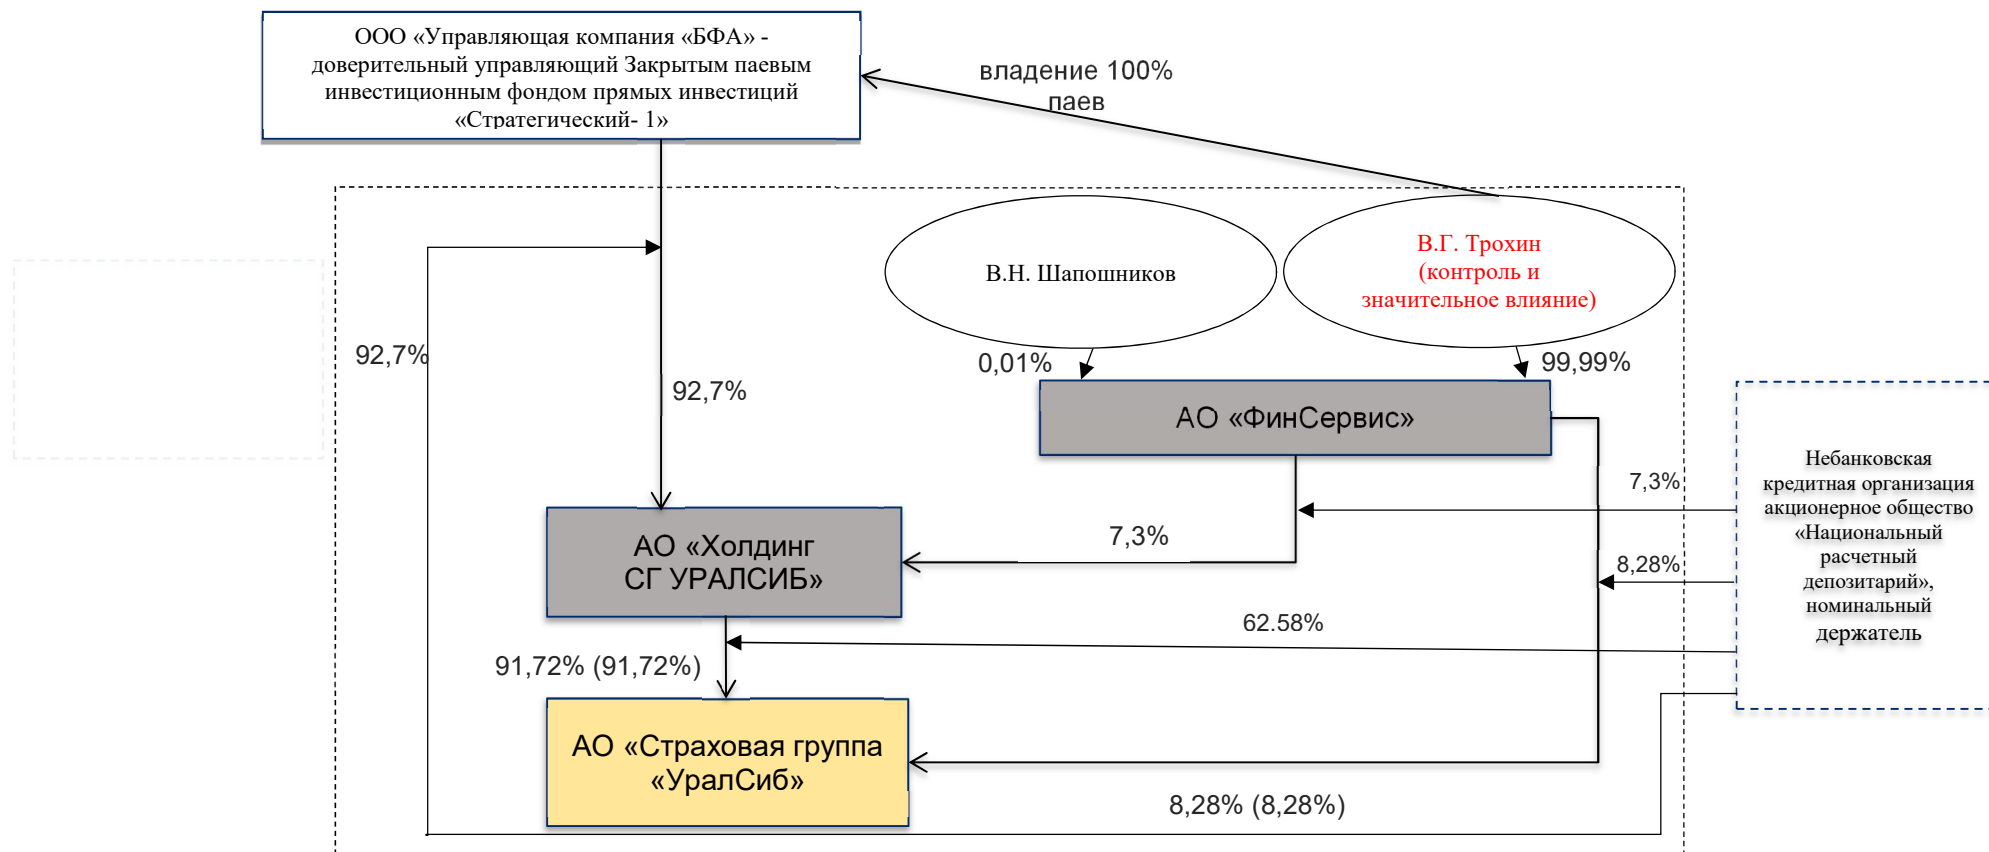 ООО «Управляющая компания «БФА» -
доверительный управляющий Закрытым паевым
инвестиционным фондом прямых инвестиций
«Стратегический- 1»
владение 100%
паев
В.Н. Шапошников
В.Г. Трохин
(контроль и
значительное влияние)
92,7%
92,7%
0,01%
99,99%
АО «ФинСервис»
Небанковская
кредитная организация
акционерное общество
«Национальный
расчетный
депозитарий»,
номинальный
держатель
7,3%
7,3%
АО «Холдинг
СГ УРАЛСИБ»
8,28%
62.58%
91,72% (91,72%)
АО «Страховая группа
«УралСиб»
8,28% (8,28%)